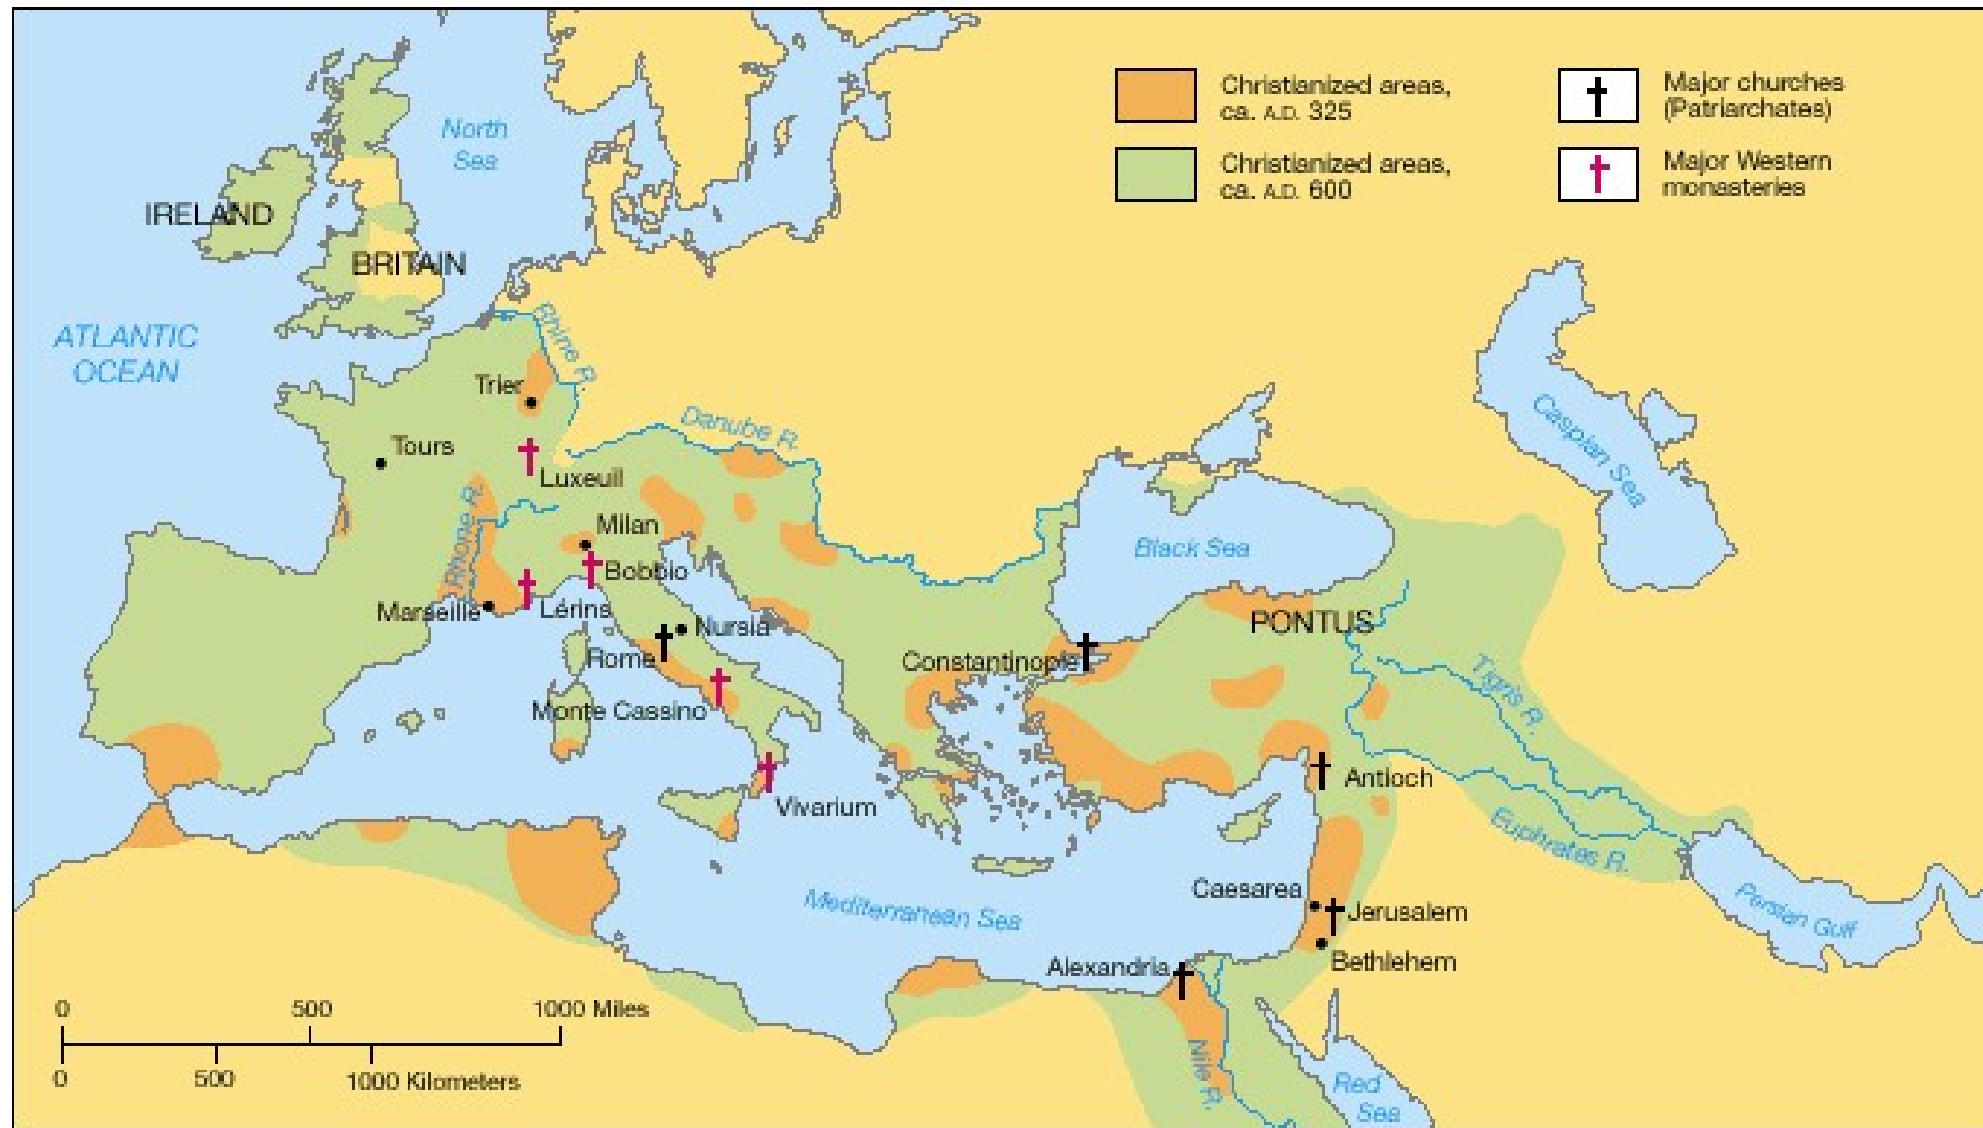 Christianized areas,
ca. A.D. 325
Christianized areas,
ca. A.D. 600
Major churches
(Patriarchates)
Major Western
monasteries
North
Sea
IRELAND
BRITAIN
ATLANTIC
OCEAN
Rhine R.
Trier
Danube R.
Caspian Sea
Tours
Luxeuil
Rhone R.
Milan
Black Sea
Bobbio
Marseille
Lérins
PONTUS
Nursia
Rome
Constantinople
Tigris R.
Monte Cassino
Antioch
Vivarium
Euphrates R.
Caesarea
Mediterranean Sea
Jerusalem
Persian Gulf
Bethlehem
Alexandria
0 500 1000 Miles
0 500 1000 Kilometers
Nile R.
Red
Sea